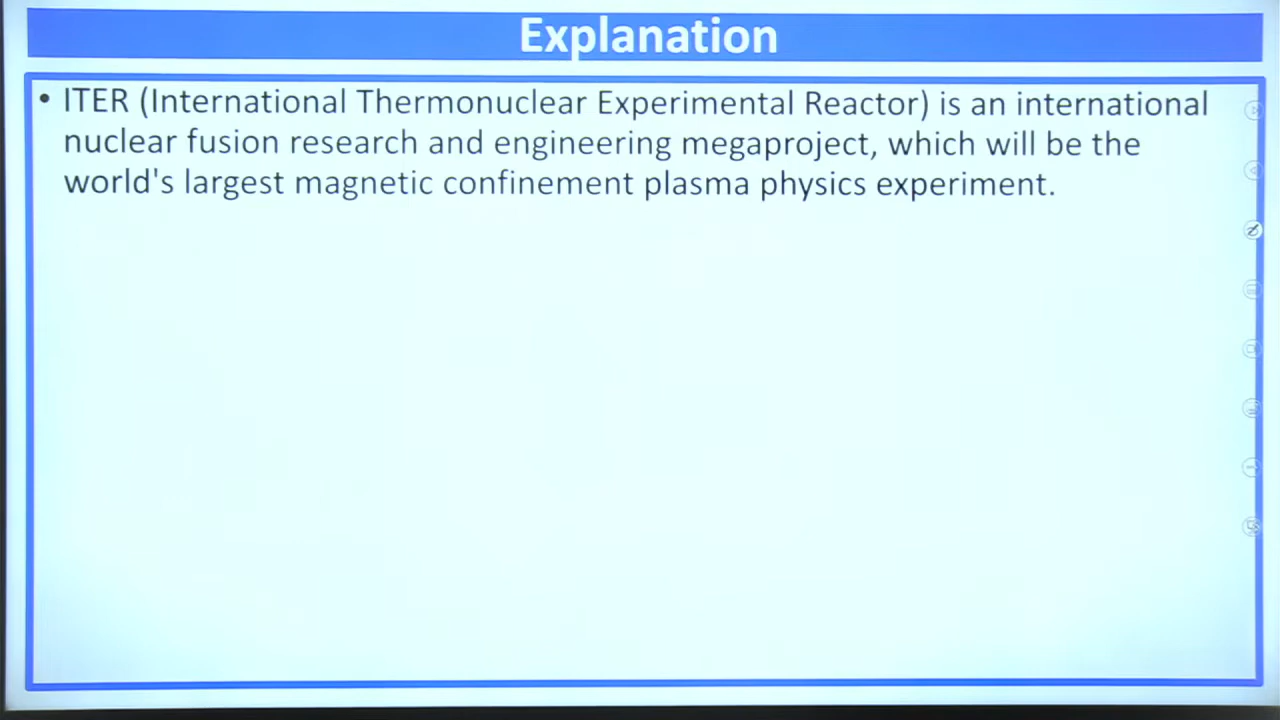 Explanation
• ITER (International Thermonuclear Experimental Reactor) is an international
nuclear fusion research and engineering megaproject, which will be the
world's largest magnetic confinement plasma physics experiment.